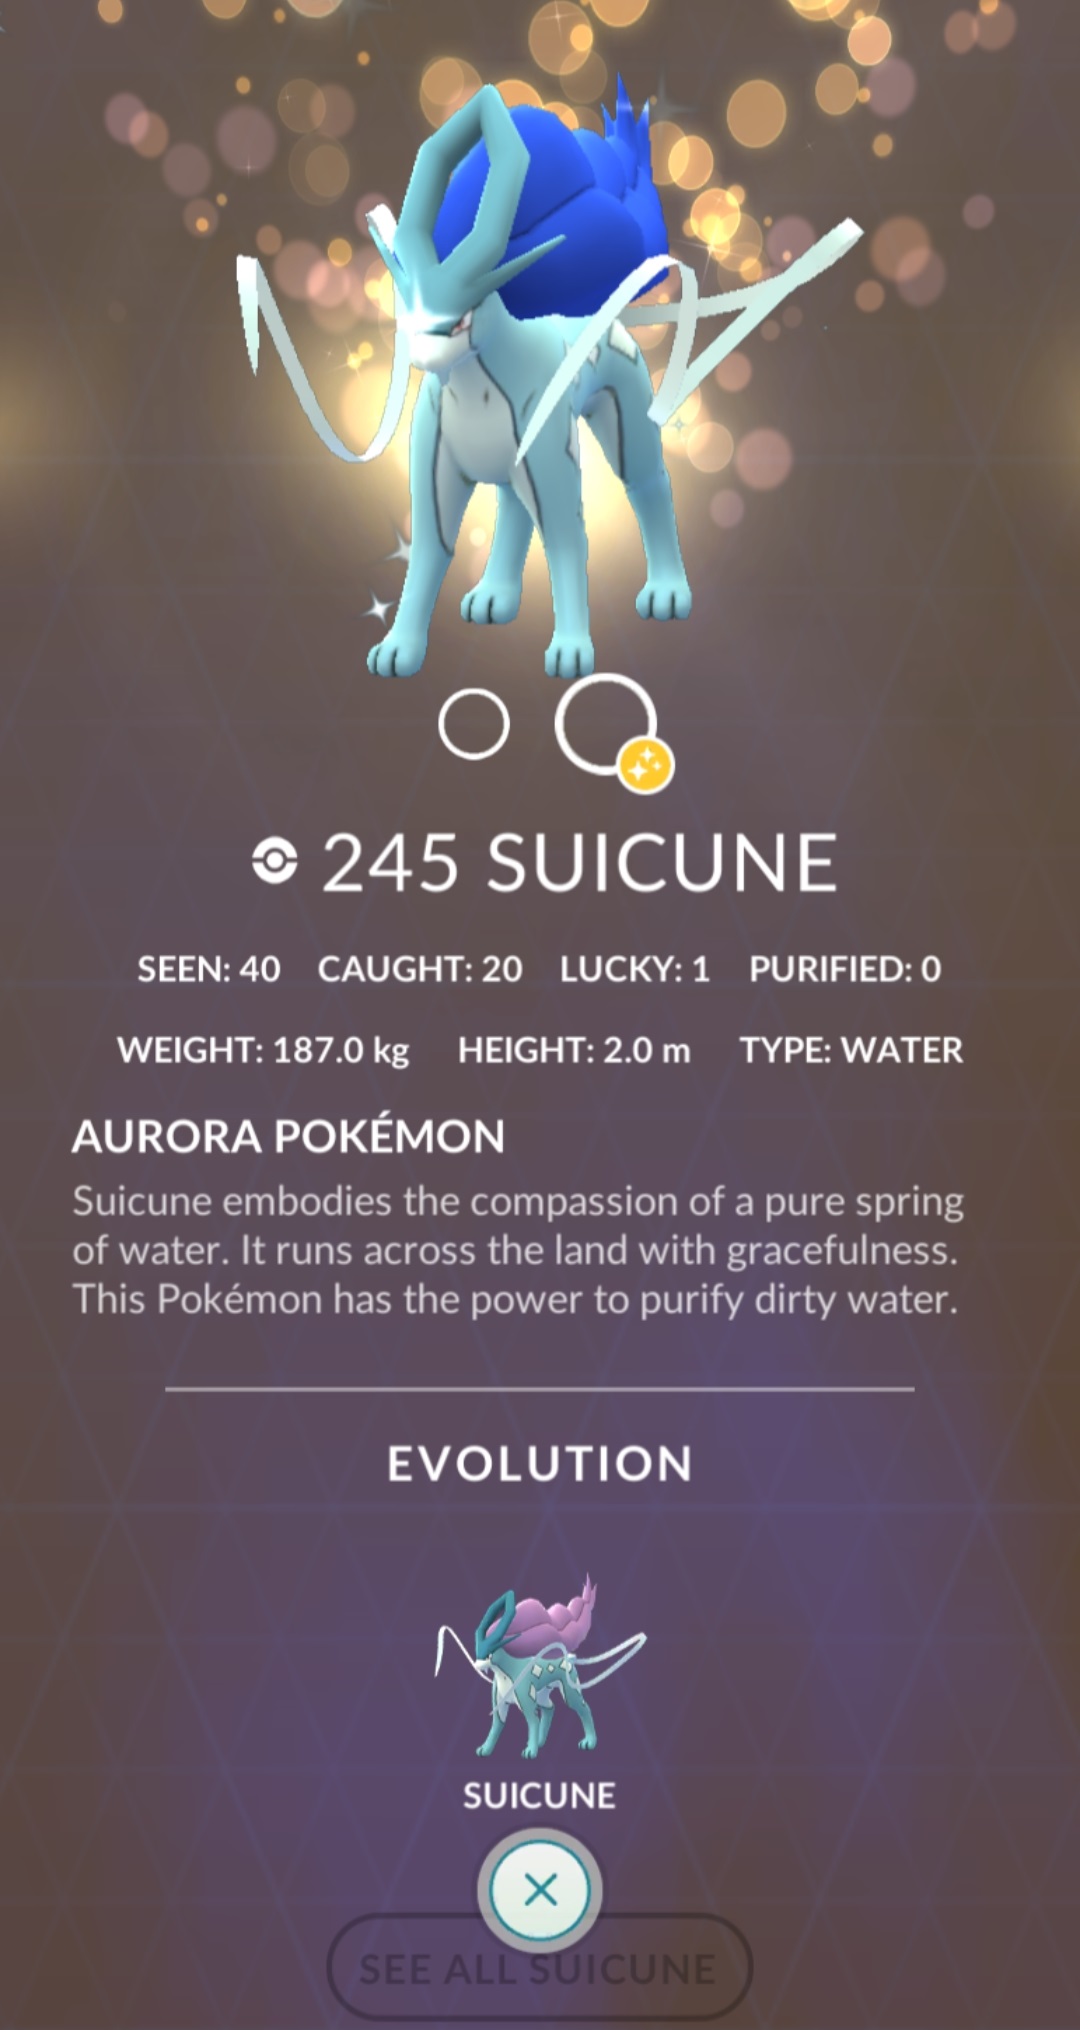 245 SUICUNE
SEEN: 40 CAUGHT: 20 LUCKY: 1 PURIFIED: 0
WEIGHT: 187.0 kg HEIGHT: 2.0 m TYPE: WATER
AURORA POKÉMON
Suicune embodies the compassion of a pure spring
of water. It runs across the land with gracefulness.
This Pokémon has the power to purify dirty water.
EVOLUTION
SUICUNE
SEE ALL SUICUNE